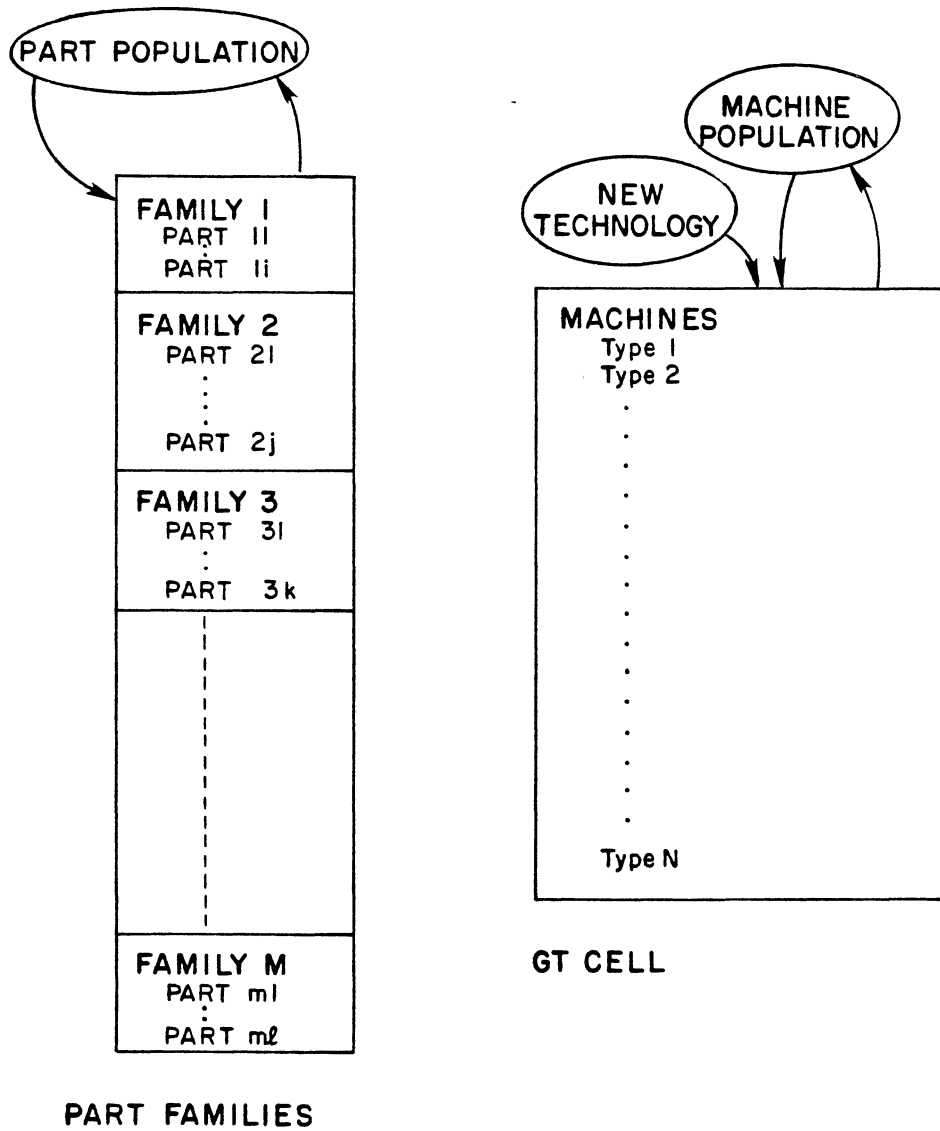 PART POPULATION
FAMILY 1
PART 11
PART 1i
FAMILY 2
PART 21
PART 2j
FAMILY 3
PART 31
PART 3k
FAMILY M
PART m1
PART mℓ
PART FAMILIES
MACHINE
POPULATION
NEW
TECHNOLOGY
MACHINES
Type 1
Type 2
Type N
GT CELL